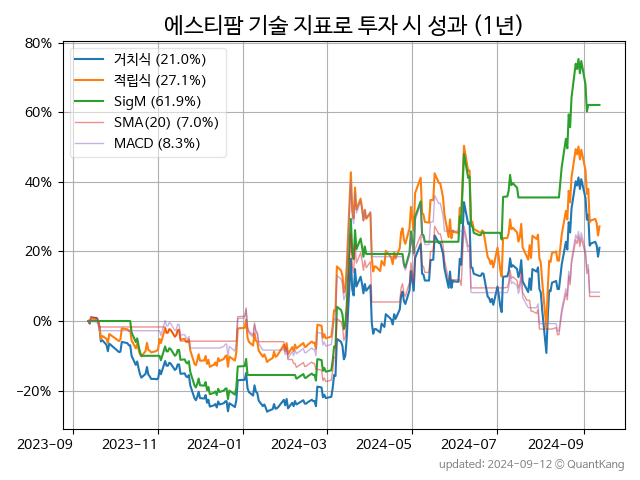 에스티팜 기술 지표로 투자 시 성과 (1년)
80%
60%
40%
20%
0%
−20%
거치식 (21.0%)
적립식 (27.1%)
SigM (61.9%)
SMA(20) (7.0%)
MACD (8.3%)
2023-09 2023-11 2024-01 2024-03 2024-05 2024-07 2024-09
updated: 2024-09-12 © QuantKang